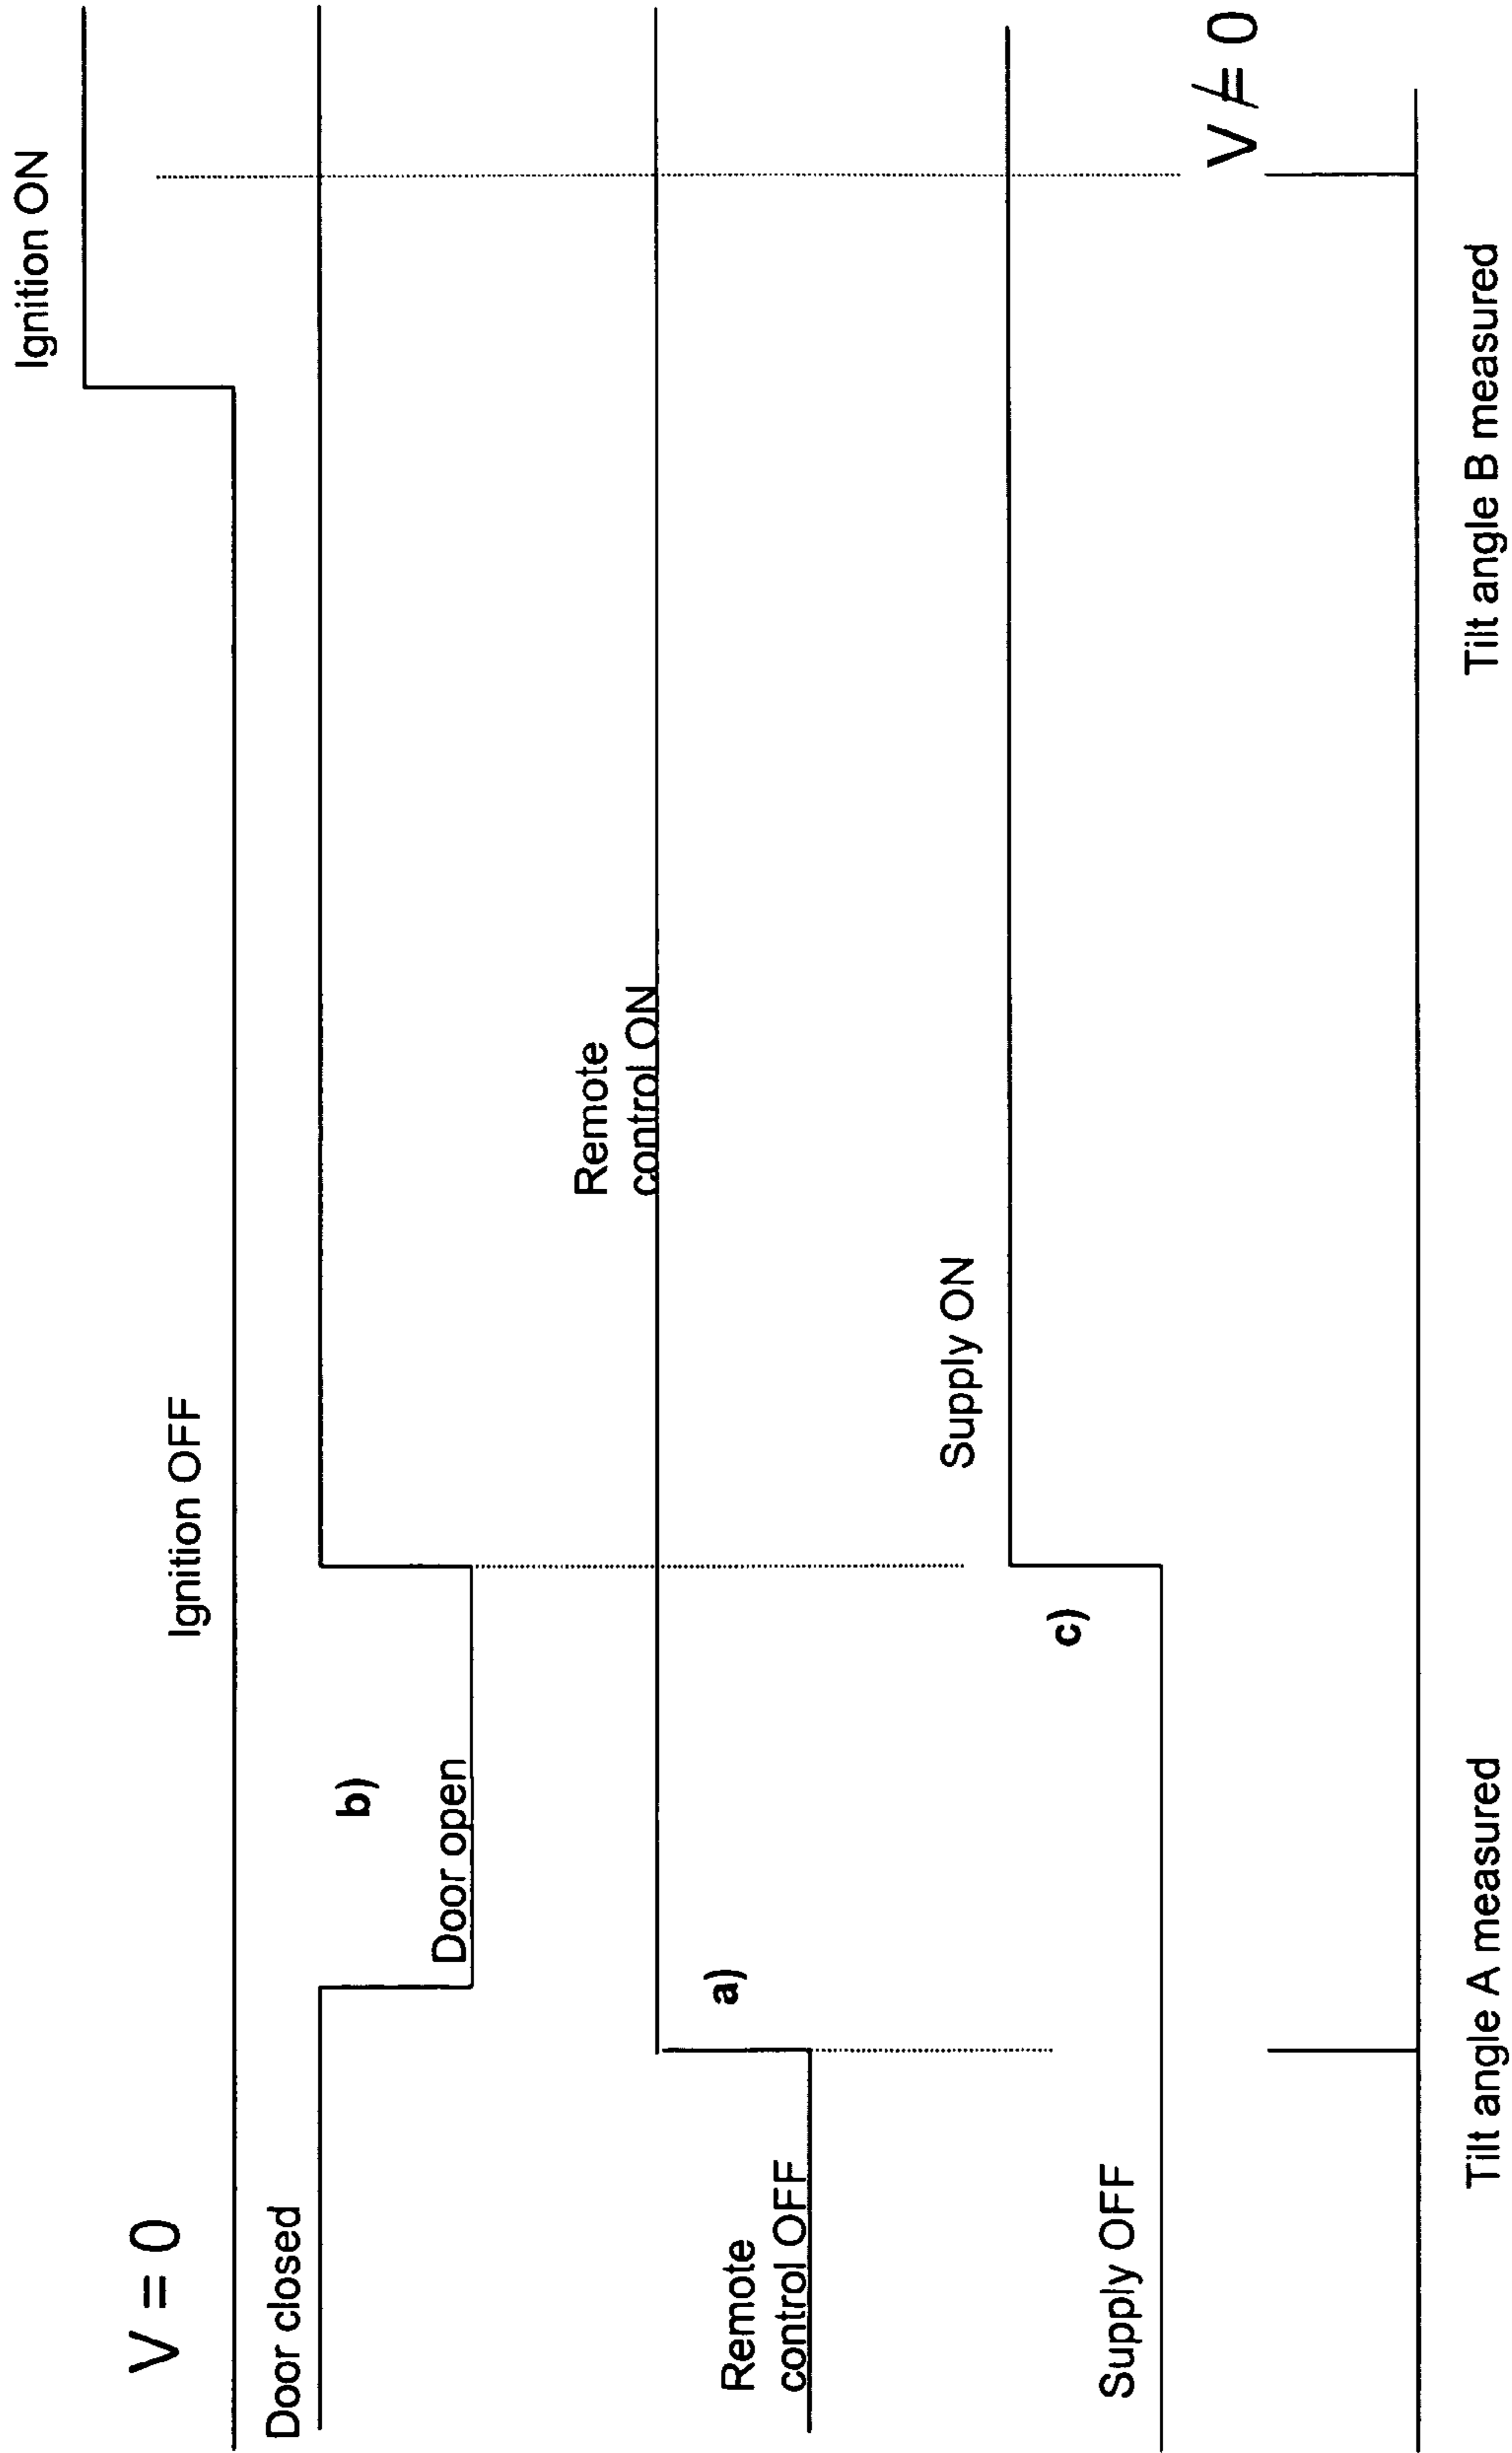 Ignition ON
V = 0
Ignition OFF
Door closed
b)
Door open
Remote
control ON
a)
Remote
control OFF
Supply ON
c)
Supply OFF
V ≠ 0
Tilt angle A measured
Tilt angle B measured